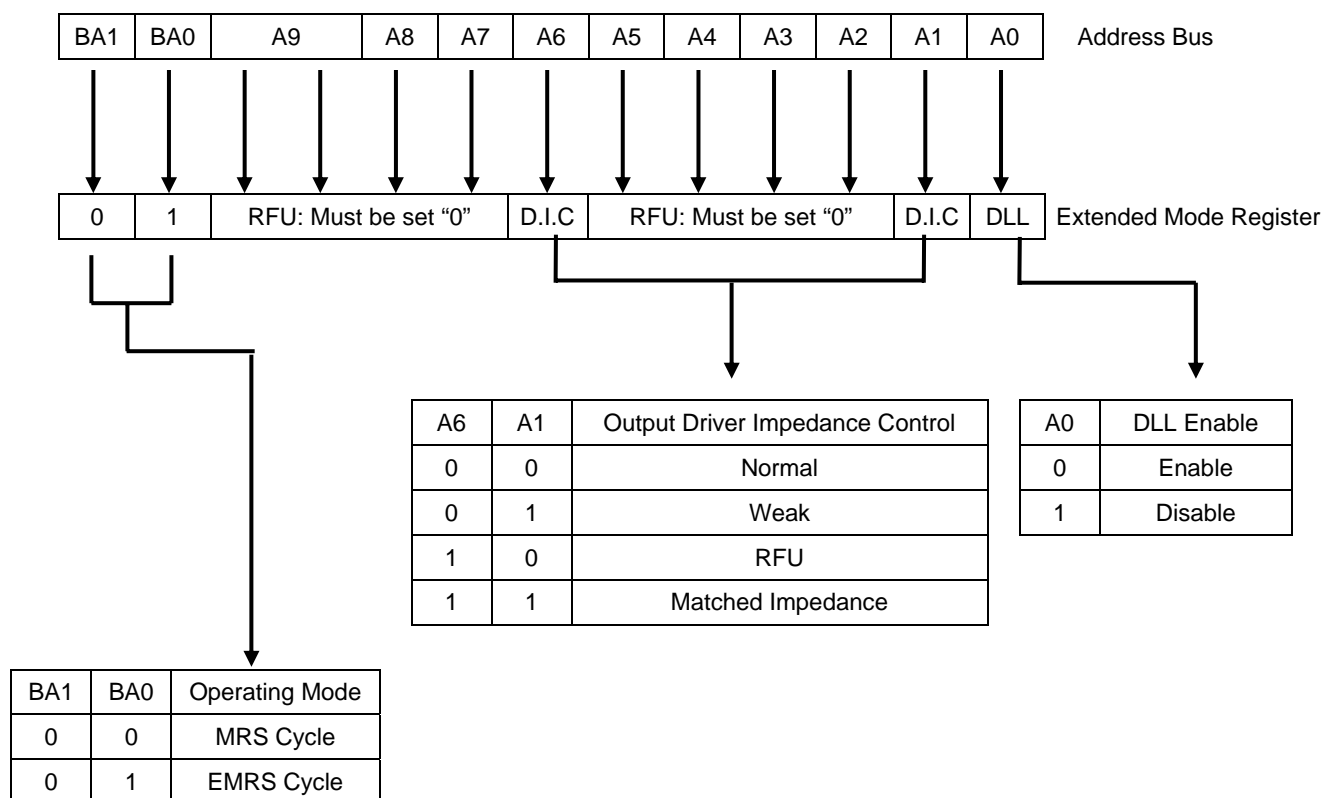 BA1 BA0 A9 A8 A7 A6 A5 A4 A3 A2 A1 A0 Address Bus
0 1 RFU: Must be set “0” D.I.C RFU: Must be set “0” D.I.C DLL Extended Mode Register
A6 A1 Output Driver Impedance Control
0 0 Normal
0 1 Weak
1 0 RFU
1 1 Matched Impedance
A0 DLL Enable
0 Enable
1 Disable
BA1 BA0 Operating Mode
0 0 MRS Cycle
0 1 EMRS Cycle